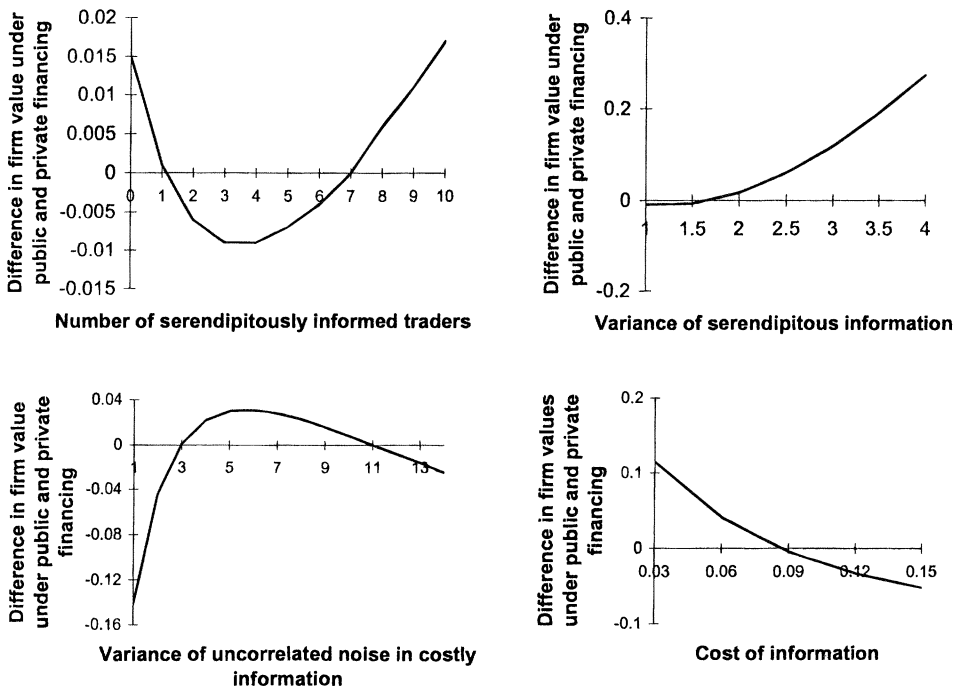 Difference in firm value under
public and private financing
0.02
0.015
0.01
0.005
0
-0.005
-0.01
-0.015
0 1 2 3 4 5 6 7 8 9 10
Number of serendipitously informed traders
Difference in firm value under
public and private financing
0.4
0.2
0
-0.2
1 1.5 2 2.5 3 3.5 4
Variance of serendipitous information
Difference in firm value
under public and private
financing
0.04
0
-0.04
-0.08
-0.12
-0.16
1 3 5 7 9 11 13
Variance of uncorrelated noise in costly
information
Difference in firm values
under public and private
financing
0.2
0.1
0
-0.1
0.03 0.06 0.09 0.12 0.15
Cost of information